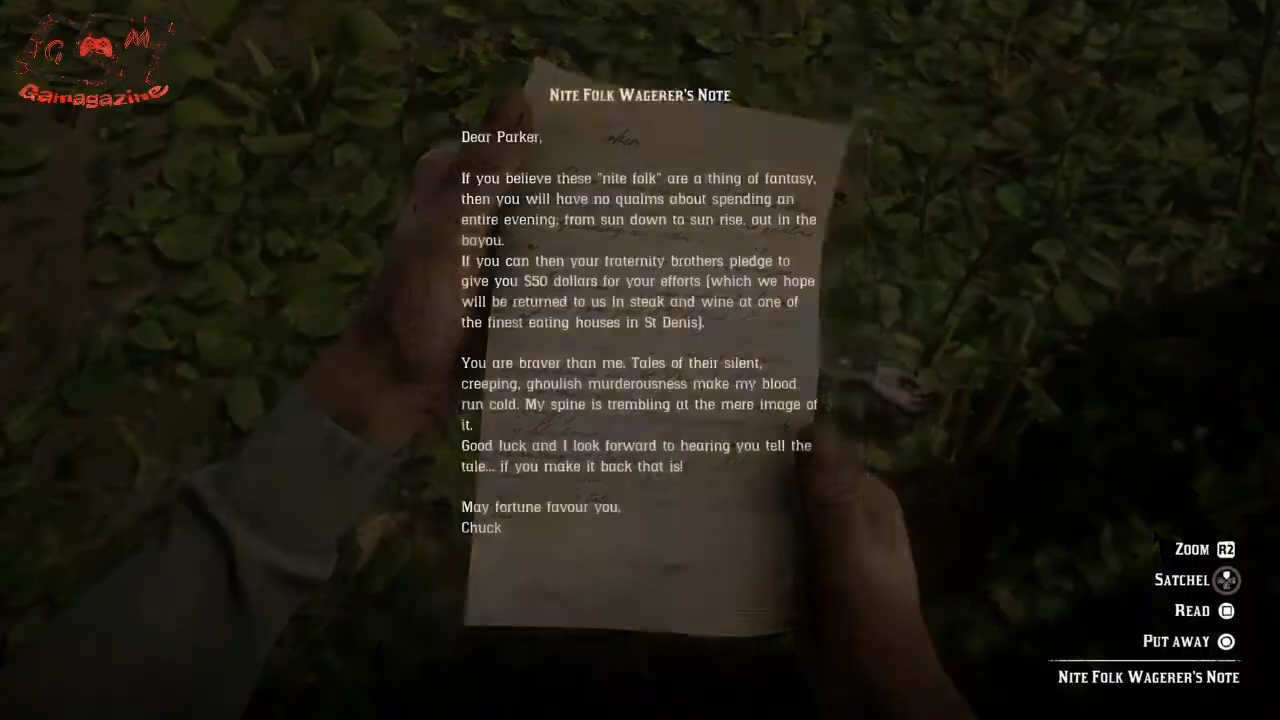 G M
Gamagazine
NITE FOLK WAGERER'S NOTE
Dear Parker,
If you believe these "nite folk" are a thing of fantasy,
then you will have no qualms about spending an
entire evening, from sun down to sun rise, out in the
bayou.
If you can then your fraternity brothers pledge to
give you $50 dollars for your efforts (which we hope
will be returned to us in steak and wine at one of
the finest eating houses in St Denis).
You are braver than me. Tales of their silent,
creeping, ghoulish murderousness make my blood
run cold. My spine is trembling at the mere image of
it.
Good luck and I look forward to hearing you tell the
tale... if you make it back that is!
May fortune favour you,
Chuck
ZOOM R2
SATCHEL
READ
PUT AWAY
NITE FOLK WAGERER'S NOTE